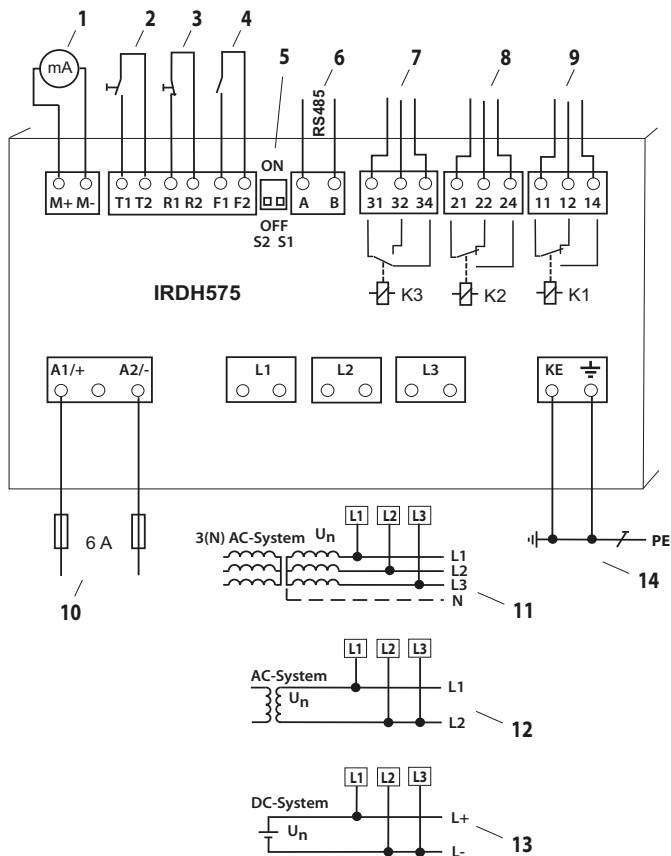 1 2 3 4 5 6 7 8 9
mA
RS485
ON
M+ M- T1 T2 R1 R2 F1 F2 A B 31 32 34 21 22 24 11 12 14
OFF
S2 S1
IRDH575 K3 K2 K1
A1/+ A2/- L1 L2 L3 KE
6 A
10
PE
14
L1 L2 L3
3(N) AC-System Un
L1
L2
L3
N
11
L1 L2 L3
AC-System
Un
L1
L2
12
L1 L2 L3
DC-System
Un
L+
L-
13